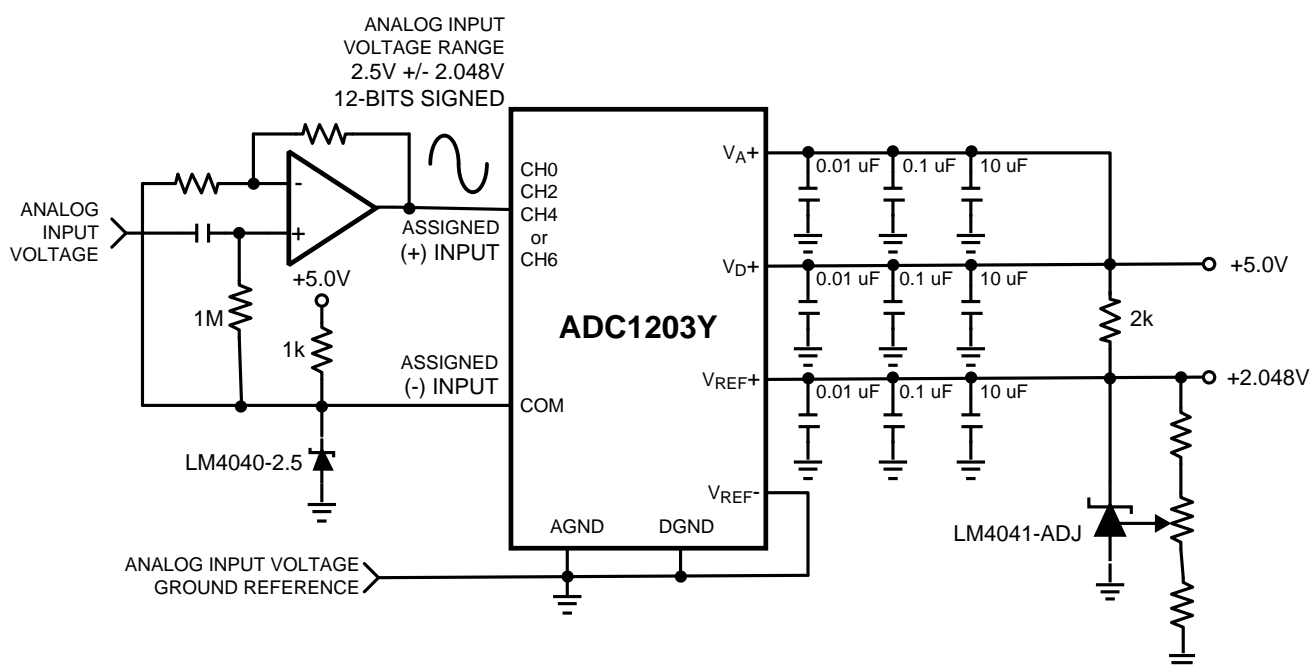 ANALOG INPUT
VOLTAGE RANGE
2.5V +/- 2.048V
12-BITS SIGNED
ANALOG
INPUT
VOLTAGE
-
+
+5.0V
1M
1k
LM4040-2.5
ASSIGNED
(+) INPUT
ASSIGNED
(-) INPUT
CH0
CH2
CH4
or
CH6
COM
ADC1203Y
VA+
VD+
VREF+
VREF-
AGND
DGND
0.01 uF
0.1 uF
10 uF
0.01 uF
0.1 uF
10 uF
0.01 uF
0.1 uF
10 uF
+5.0V
2k
+2.048V
LM4041-ADJ
ANALOG INPUT VOLTAGE
GROUND REFERENCE